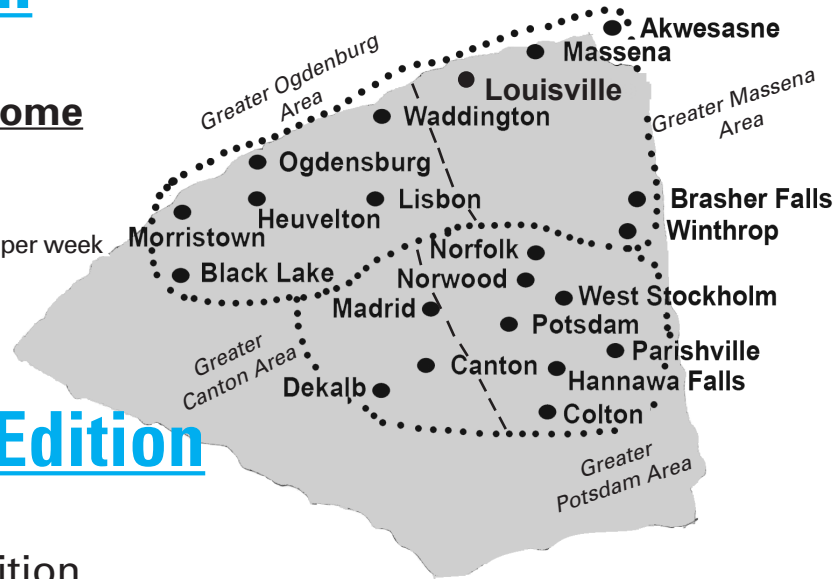 ome
per week
Edition
ition
Greater Ogdenburg
Area
Akwesasne
Massena
Louisville
Waddington
Greater Massena
Area
Ogdensburg
Lisbon
Heuvelton
Morristown
Black Lake
Brasher Falls
Winthrop
Norfolk
Norwood
Madrid
West Stockholm
Potsdam
Parishville
Canton
Hannawa Falls
Dekalb
Colton
Greater
Canton Area
Greater
Potsdam Area